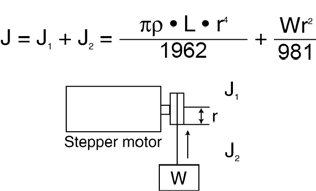 J = J₁ + J₂ = πρ • L • r⁴ / 1962 + Wr² / 981
J₁
r
Stepper motor
J₂
W